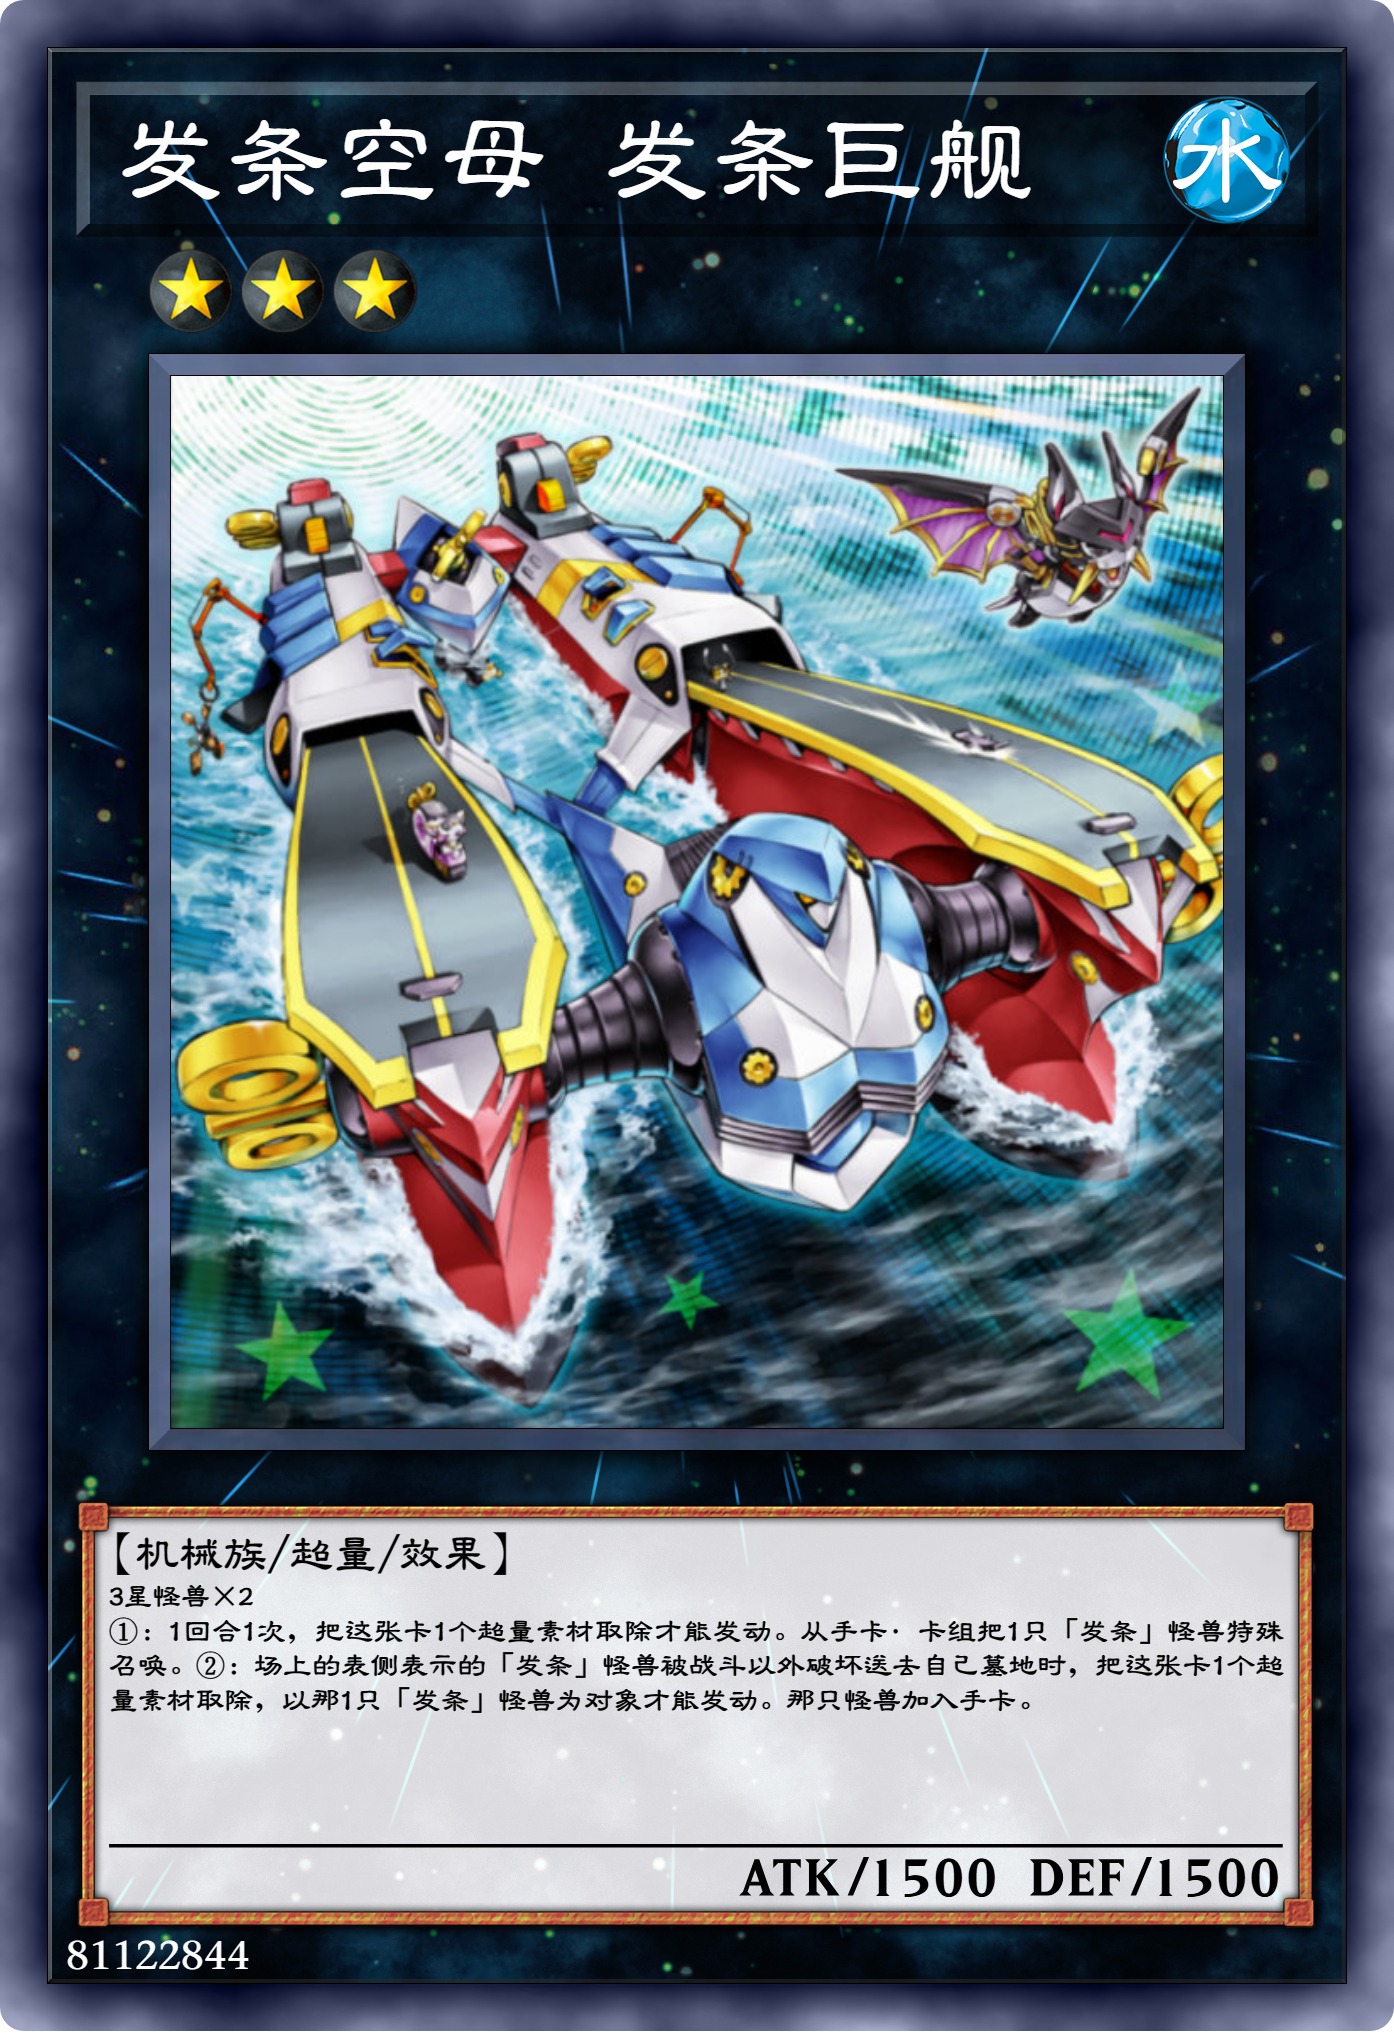 发条空母 发条巨舰
水
【机械族/超量/效果】
3星怪兽×2
①：1回合1次，把这张卡1个超量素材取除才能发动。从手卡·卡组把1只「发条」怪兽特殊
召唤。②：场上的表侧表示的「发条」怪兽被战斗以外破坏送去自己墓地时，把这张卡1个超
量素材取除，以那1只「发条」怪兽为对象才能发动。那只怪兽加入手卡。
ATK/1500 DEF/1500
81122844